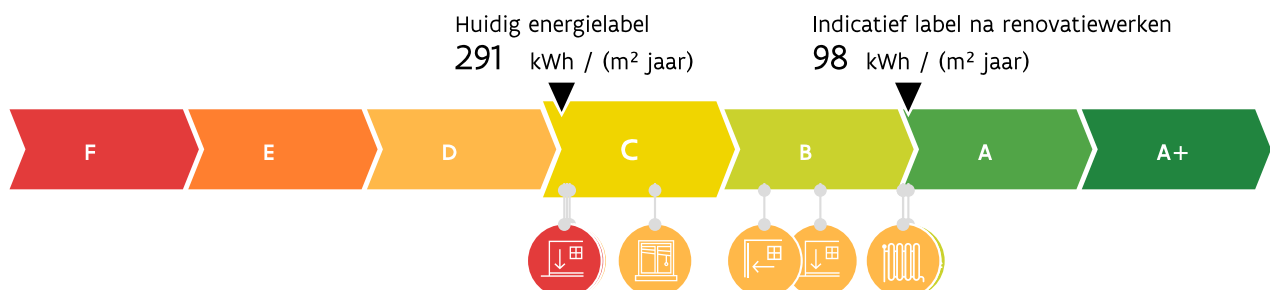 Huidig energielabel
291 kWh / (m² jaar)
Indicatief label na renovatiewerken
98 kWh / (m² jaar)
F E D C B A A+